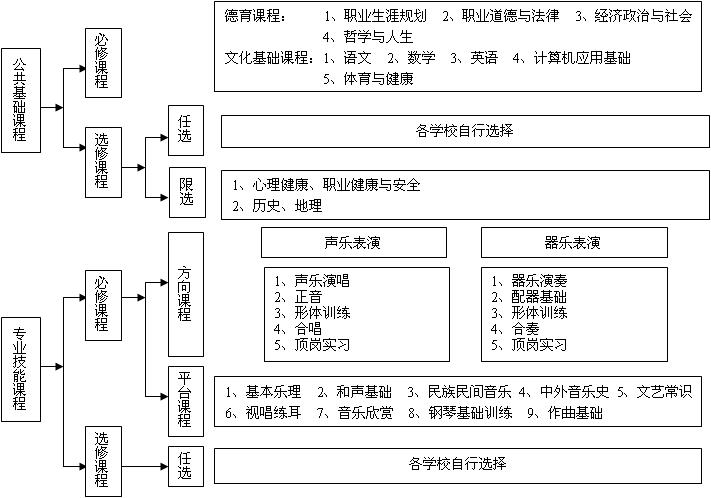 公共基础课程
必修课程
德育课程： 1、职业生涯规划 2、职业道德与法律 3、经济政治与社会
4、哲学与人生
文化基础课程：1、语文 2、数学 3、英语 4、计算机应用基础
5、体育与健康
选修课程
任选
各学校自行选择
限选
1、心理健康、职业健康与安全
2、历史、地理
专业技能课程
必修课程
方向课程
声乐表演
1、声乐演唱
2、正音
3、形体训练
4、合唱
5、顶岗实习
器乐表演
1、器乐演奏
2、配器基础
3、形体训练
4、合奏
5、顶岗实习
平台课程
1、基本乐理 2、和声基础 3、民族民间音乐 4、中外音乐史 5、文艺常识
6、视唱练耳 7、音乐欣赏 8、钢琴基础训练 9、作曲基础
选修课程
任选
各学校自行选择